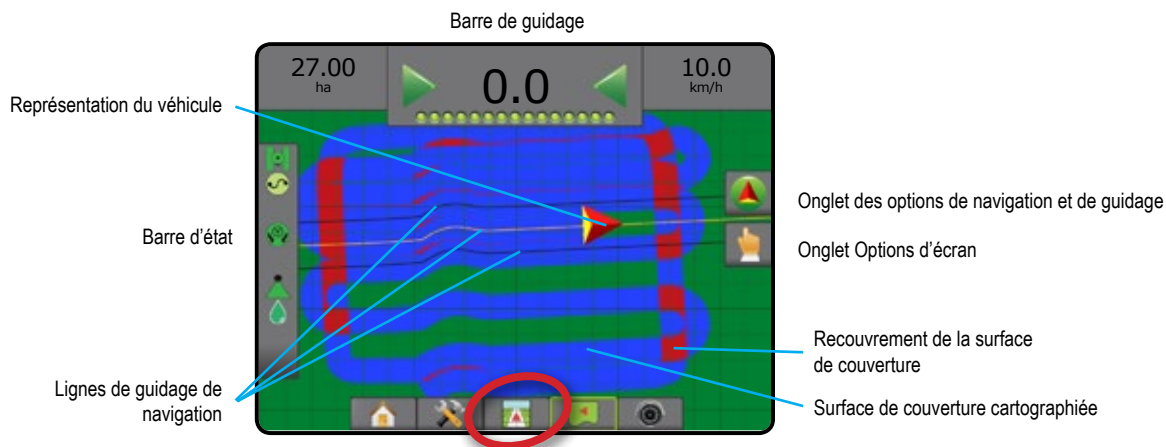 Barre de guidage
27.00
ha
0.0
10.0
km/h
Représentation du véhicule
Barre d’état
Lignes de guidage de
navigation
Onglet des options de navigation et de guidage
Onglet Options d’écran
Recouvrement de la surface
de couverture
Surface de couverture cartographiée